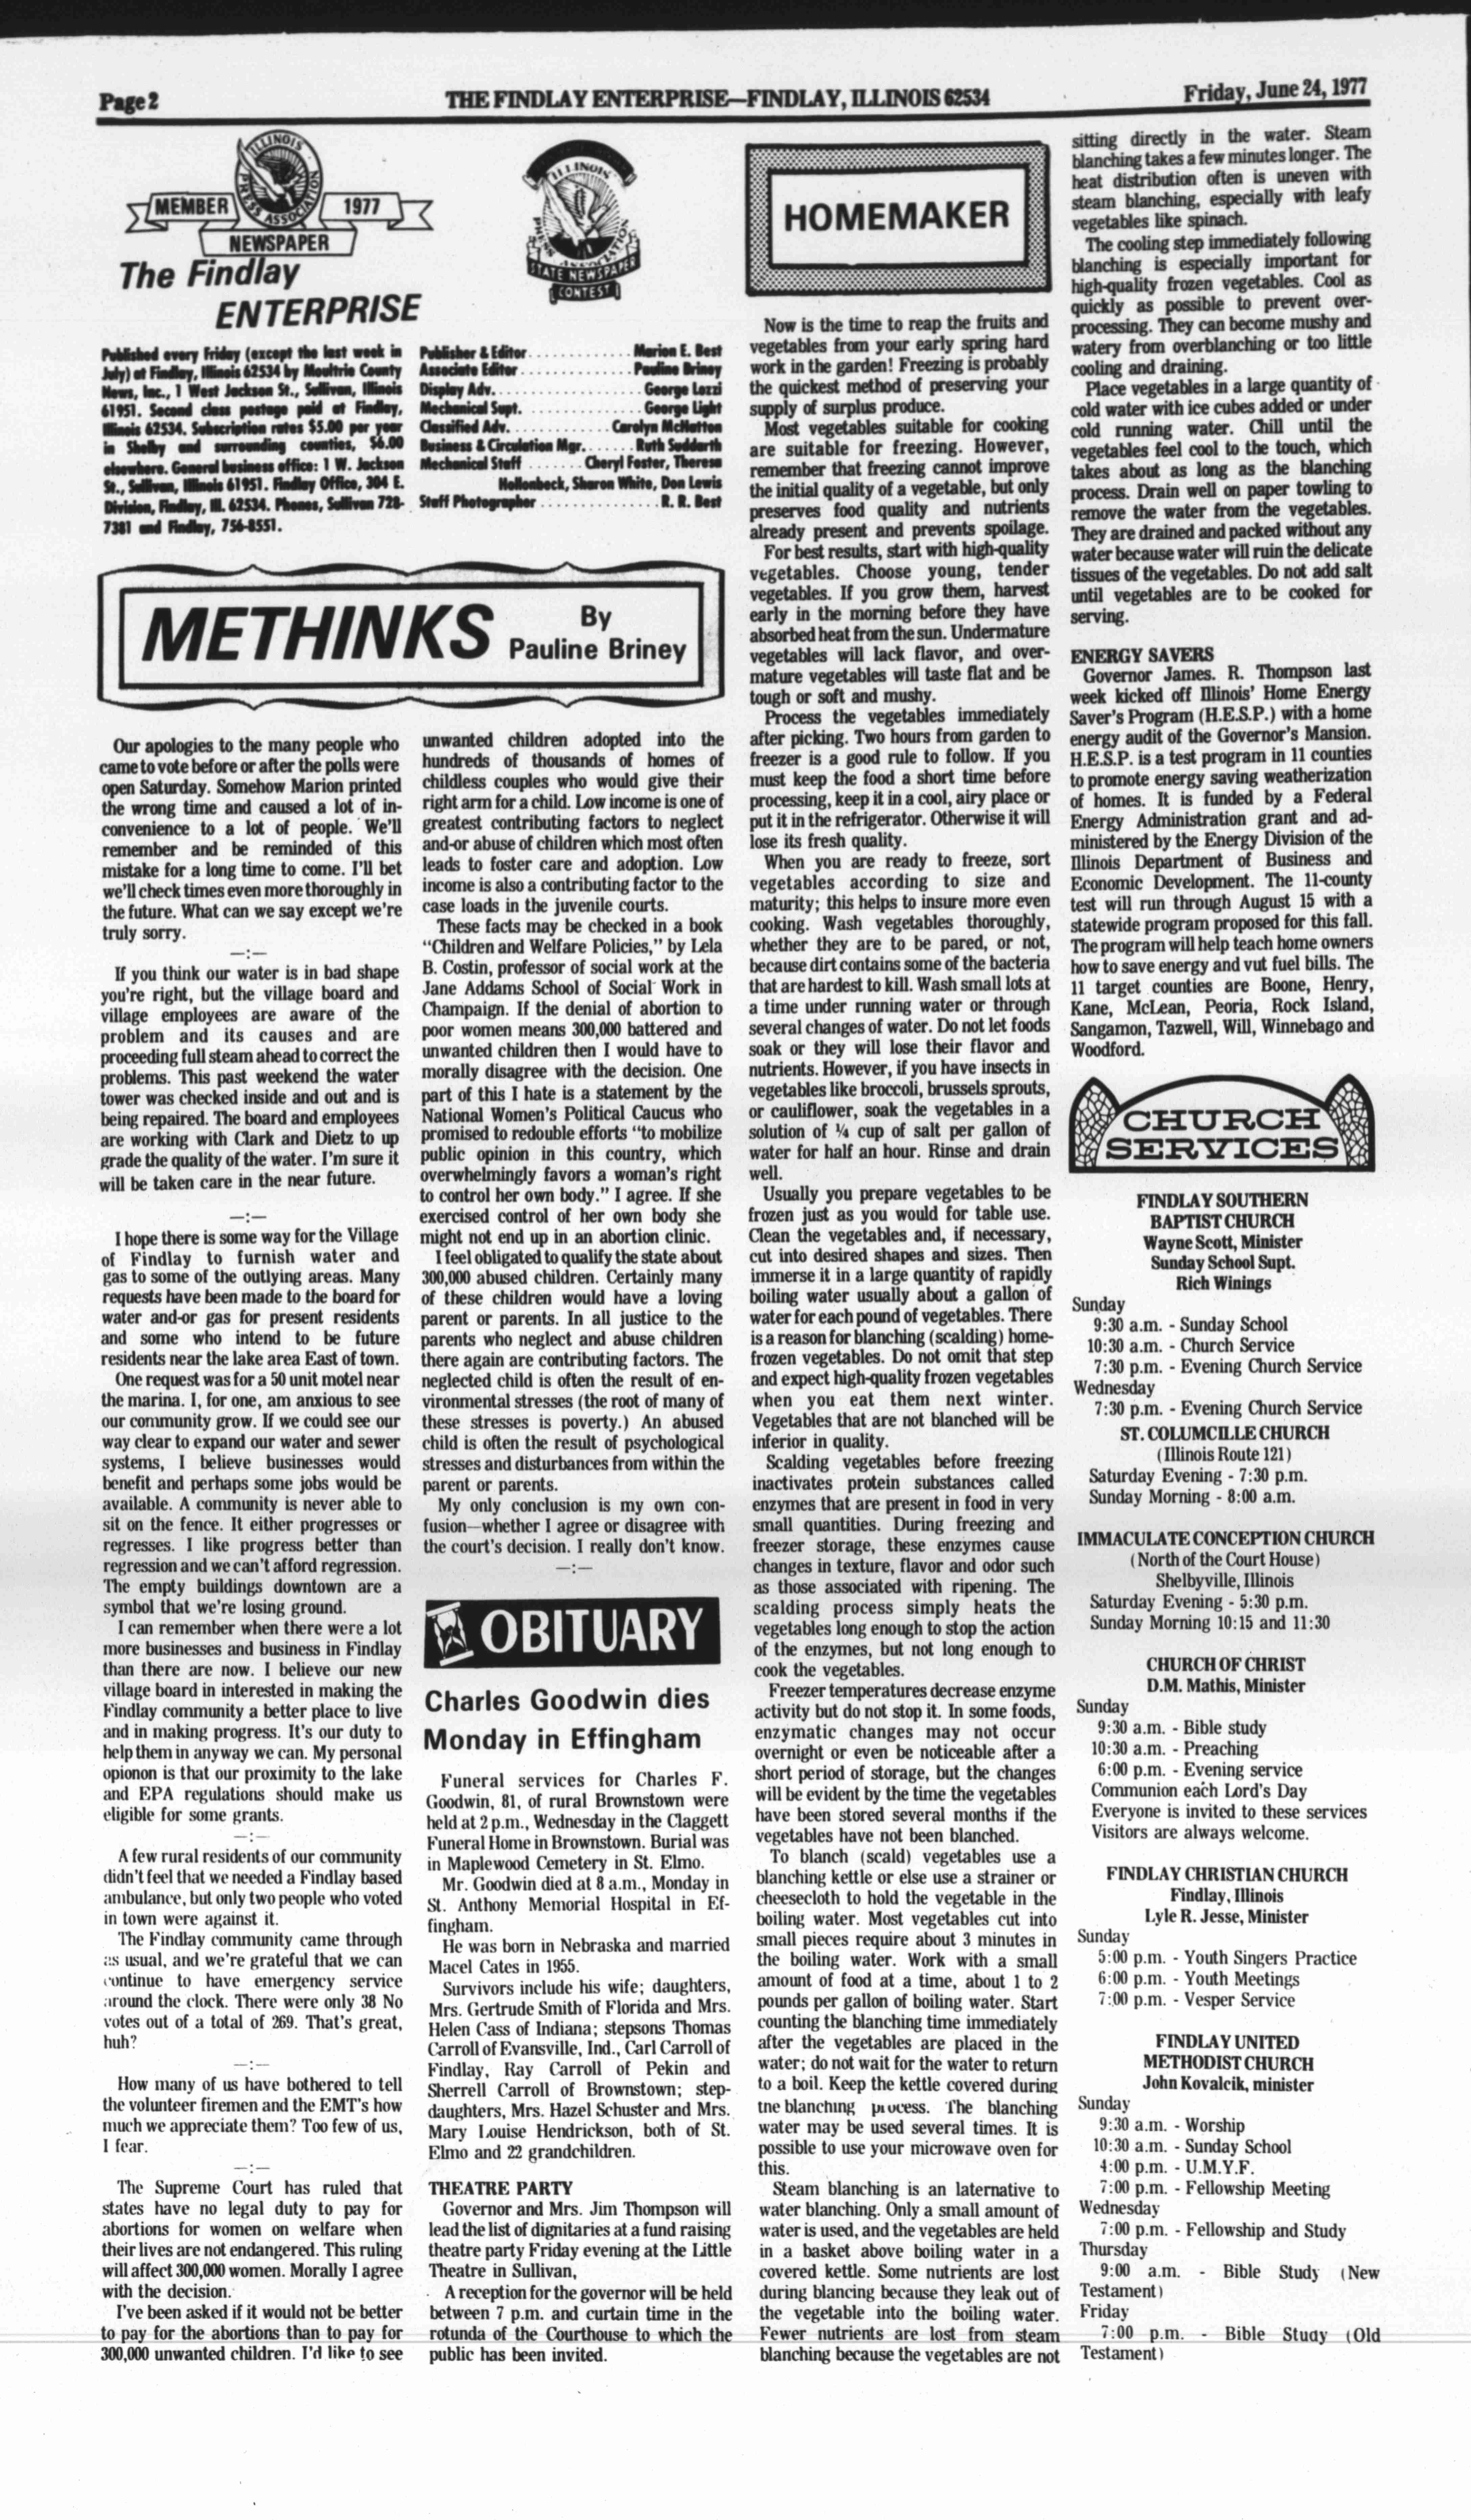 Page 2
THE FINDLAY ENTERPRISE—FINDLAY, ILLINOIS 62534
Friday, June 24, 1977
ILLINOIS
PRESS ASSOCIATION
MEMBER
1977
NEWSPAPER
The Findlay
ENTERPRISE
ILLINOIS
PRESS ASSOCIATION
STATE NEWSPAPER
CONTEST
Published every Friday (except the last week in
July) at Findlay, Illinois 62534 by Moultrie County
News, Inc., 1 West Jackson St., Sullivan, Illinois
61951. Second class postage paid at Findlay,
Illinois 62534. Subscription rates $5.00 per year
in Shelby and surrounding counties, $6.00
elsewhere. General business office: 1 W. Jackson
St., Sullivan, Illinois 61951. Findlay Office, 304 E.
Division, Findlay, Ill. 62534. Phones, Sullivan 728-
7381 and Findlay, 756-8551.
Publisher & Editor............Marion E. Best
Associate Editor............Pauline Briney
Display Adv.................George Lozzi
Mechanical Supt.............George Light
Classified Adv............Carolyn McNutton
Business & Circulation Mgr.......Ruth Suddarth
Mechanical Staff.......Cheryl Foster, Theresa
Hollonbeck, Sharon White, Don Lewis
Staff Photographer..............R. R. Best
METHINKS
By
Pauline Briney
Our apologies to the many people who
came to vote before or after the polls were
open Saturday. Somehow Marion printed
the wrong time and caused a lot of in-
convenience to a lot of people. We'll
remember and be reminded of this
mistake for a long time to come. I'll bet
we'll check times even more thoroughly in
the future. What can we say except we're
truly sorry.
—:—
If you think our water is in bad shape
you're right, but the village board and
village employees are aware of the
problem and its causes and are
proceeding full steam ahead to correct the
problems. This past weekend the water
tower was checked inside and out and is
being repaired. The board and employees
are working with Clark and Dietz to up
grade the quality of the water. I'm sure it
will be taken care in the near future.
—:—
I hope there is some way for the Village
of Findlay to furnish water and
gas to some of the outlying areas. Many
requests have been made to the board for
water and-or gas for present residents
and some who intend to be future
residents near the lake area East of town.
One request was for a 50 unit motel near
the marina. I, for one, am anxious to see
our community grow. If we could see our
way clear to expand our water and sewer
systems, I believe businesses would
benefit and perhaps some jobs would be
available. A community is never able to
sit on the fence. It either progresses or
regresses. I like progress better than
regression and we can't afford regression.
The empty buildings downtown are a
symbol that we're losing ground.
I can remember when there were a lot
more businesses and business in Findlay
than there are now. I believe our new
village board in interested in making the
Findlay community a better place to live
and in making progress. It's our duty to
help them in anyway we can. My personal
opionon is that our proximity to the lake
and EPA regulations should make us
eligible for some grants.
—:—
A few rural residents of our community
didn't feel that we needed a Findlay based
ambulance, but only two people who voted
in town were against it.
The Findlay community came through
as usual, and we're grateful that we can
continue to have emergency service
around the clock. There were only 38 No
votes out of a total of 269. That's great,
huh?
—:—
How many of us have bothered to tell
the volunteer firemen and the EMT's how
much we appreciate them? Too few of us,
I fear.
—:—
The Supreme Court has ruled that
states have no legal duty to pay for
abortions for women on welfare when
their lives are not endangered. This ruling
will affect 300,000 women. Morally I agree
with the decision.
I've been asked if it would not be better
to pay for the abortions than to pay for
300,000 unwanted children. I'd like to see
unwanted children adopted into the
hundreds of thousands of homes of
childless couples who would give their
right arm for a child. Low income is one of
greatest contributing factors to neglect
and-or abuse of children which most often
leads to foster care and adoption. Low
income is also a contributing factor to the
case loads in the juvenile courts.
These facts may be checked in a book
"Children and Welfare Policies," by Lela
B. Costin, professor of social work at the
Jane Addams School of Social Work in
Champaign. If the denial of abortion to
poor women means 300,000 battered and
unwanted children then I would have to
morally disagree with the decision. One
part of this I hate is a statement by the
National Women's Political Caucus who
promised to redouble efforts "to mobilize
public opinion in this country, which
overwhelmingly favors a woman's right
to control her own body." I agree. If she
exercised control of her own body she
might not end up in an abortion clinic.
I feel obligated to qualify the state about
300,000 abused children. Certainly many
of these children would have a loving
parent or parents. In all justice to the
parents who neglect and abuse children
there again are contributing factors. The
neglected child is often the result of en-
vironmental stresses (the root of many of
these stresses is poverty.) An abused
child is often the result of psychological
stresses and disturbances from within the
parent or parents.
My only conclusion is my own con-
fusion—whether I agree or disagree with
the court's decision. I really don't know.
—:—
OBITUARY
Charles Goodwin dies
Monday in Effingham
Funeral services for Charles F.
Goodwin, 81, of rural Brownstown were
held at 2 p.m., Wednesday in the Claggett
Funeral Home in Brownstown. Burial was
in Maplewood Cemetery in St. Elmo.
Mr. Goodwin died at 8 a.m., Monday in
St. Anthony Memorial Hospital in Ef-
fingham.
He was born in Nebraska and married
Macel Cates in 1955.
Survivors include his wife; daughters,
Mrs. Gertrude Smith of Florida and Mrs.
Helen Cass of Indiana; stepsons Thomas
Carroll of Evansville, Ind., Carl Carroll of
Findlay, Ray Carroll of Pekin and
Sherrell Carroll of Brownstown; step-
daughters, Mrs. Hazel Schuster and Mrs.
Mary Louise Hendrickson, both of St.
Elmo and 22 grandchildren.
THEATRE PARTY
Governor and Mrs. Jim Thompson will
lead the list of dignitaries at a fund raising
theatre party Friday evening at the Little
Theatre in Sullivan,
A reception for the governor will be held
between 7 p.m. and curtain time in the
rotunda of the Courthouse to which the
public has been invited.
HOMEMAKER
Now is the time to reap the fruits and
vegetables from your early spring hard
work in the garden! Freezing is probably
the quickest method of preserving your
supply of surplus produce.
Most vegetables suitable for cooking
are suitable for freezing. However,
remember that freezing cannot improve
the initial quality of a vegetable, but only
preserves food quality and nutrients
already present and prevents spoilage.
For best results, start with high-quality
vegetables. Choose young, tender
vegetables. If you grow them, harvest
early in the morning before they have
absorbed heat from the sun. Undermature
vegetables will lack flavor, and over-
mature vegetables will taste flat and be
tough or soft and mushy.
Process the vegetables immediately
after picking. Two hours from garden to
freezer is a good rule to follow. If you
must keep the food a short time before
processing, keep it in a cool, airy place or
put it in the refrigerator. Otherwise it will
lose its fresh quality.
When you are ready to freeze, sort
vegetables according to size and
maturity; this helps to insure more even
cooking. Wash vegetables thoroughly,
whether they are to be pared, or not,
because dirt contains some of the bacteria
that are hardest to kill. Wash small lots at
a time under running water or through
several changes of water. Do not let foods
soak or they will lose their flavor and
nutrients. However, if you have insects in
vegetables like broccoli, brussels sprouts,
or cauliflower, soak the vegetables in a
solution of ¼ cup of salt per gallon of
water for half an hour. Rinse and drain
well.
Usually you prepare vegetables to be
frozen just as you would for table use.
Clean the vegetables and, if necessary,
cut into desired shapes and sizes. Then
immerse it in a large quantity of rapidly
boiling water usually about a gallon of
water for each pound of vegetables. There
is a reason for blanching (scalding) home-
frozen vegetables. Do not omit that step
and expect high-quality frozen vegetables
when you eat them next winter.
Vegetables that are not blanched will be
inferior in quality.
Scalding vegetables before freezing
inactivates protein substances called
enzymes that are present in food in very
small quantities. During freezing and
freezer storage, these enzymes cause
changes in texture, flavor and odor such
as those associated with ripening. The
scalding process simply heats the
vegetables long enough to stop the action
of the enzymes, but not long enough to
cook the vegetables.
Freezer temperatures decrease enzyme
activity but do not stop it. In some foods,
enzymatic changes may not occur
overnight or even be noticeable after a
short period of storage, but the changes
will be evident by the time the vegetables
have been stored several months if the
vegetables have not been blanched.
To blanch (scald) vegetables use a
blanching kettle or else use a strainer or
cheesecloth to hold the vegetable in the
boiling water. Most vegetables cut into
small pieces require about 3 minutes in
the boiling water. Work with a small
amount of food at a time, about 1 to 2
pounds per gallon of boiling water. Start
counting the blanching time immediately
after the vegetables are placed in the
water; do not wait for the water to return
to a boil. Keep the kettle covered during
the blanching process. The blanching
water may be used several times. It is
possible to use your microwave oven for
this.
Steam blanching is an laternative to
water blanching. Only a small amount of
water is used, and the vegetables are held
in a basket above boiling water in a
covered kettle. Some nutrients are lost
during blancing because they leak out of
the vegetable into the boiling water.
Fewer nutrients are lost from steam
blanching because the vegetables are not
sitting directly in the water. Steam
blanching takes a few minutes longer. The
heat distribution often is uneven with
steam blanching, especially with leafy
vegetables like spinach.
The cooling step immediately following
blanching is especially important for
high-quality frozen vegetables. Cool as
quickly as possible to prevent over-
processing. They can become mushy and
watery from overblanching or too little
cooling and draining.
Place vegetables in a large quantity of
cold water with ice cubes added or under
cold running water. Chill until the
vegetables feel cool to the touch, which
takes about as long as the blanching
process. Drain well on paper towling to
remove the water from the vegetables.
They are drained and packed without any
water because water will ruin the delicate
tissues of the vegetables. Do not add salt
until vegetables are to be cooked for
serving.
ENERGY SAVERS
Governor James. R. Thompson last
week kicked off Illinois' Home Energy
Saver's Program (H.E.S.P.) with a home
energy audit of the Governor's Mansion.
H.E.S.P. is a test program in 11 counties
to promote energy saving weatherization
of homes. It is funded by a Federal
Energy Administration grant and ad-
ministered by the Energy Division of the
Illinois Department of Business and
Economic Development. The 11-county
test will run through August 15 with a
statewide program proposed for this fall.
The program will help teach home owners
how to save energy and vut fuel bills. The
11 target counties are Boone, Henry,
Kane, McLean, Peoria, Rock Island,
Sangamon, Tazwell, Will, Winnebago and
Woodford.
CHURCH
SERVICES
FINDLAY SOUTHERN
BAPTIST CHURCH
Wayne Scott, Minister
Sunday School Supt.
Rich Winings
Sunday
9:30 a.m. - Sunday School
10:30 a.m. - Church Service
7:30 p.m. - Evening Church Service
Wednesday
7:30 p.m. - Evening Church Service
ST. COLUMCILLE CHURCH
(Illinois Route 121)
Saturday Evening - 7:30 p.m.
Sunday Morning - 8:00 a.m.
IMMACULATE CONCEPTION CHURCH
(North of the Court House)
Shelbyville, Illinois
Saturday Evening - 5:30 p.m.
Sunday Morning 10:15 and 11:30
CHURCH OF CHRIST
D.M. Mathis, Minister
Sunday
9:30 a.m. - Bible study
10:30 a.m. - Preaching
6:00 p.m. - Evening service
Communion each Lord's Day
Everyone is invited to these services
Visitors are always welcome.
FINDLAY CHRISTIAN CHURCH
Findlay, Illinois
Lyle R. Jesse, Minister
Sunday
5:00 p.m. - Youth Singers Practice
6:00 p.m. - Youth Meetings
7:00 p.m. - Vesper Service
FINDLAY UNITED
METHODIST CHURCH
John Kovalcik, minister
Sunday
9:30 a.m. - Worship
10:30 a.m. - Sunday School
4:00 p.m. - U.M.Y.F.
7:00 p.m. - Fellowship Meeting
Wednesday
7:00 p.m. - Fellowship and Study
Thursday
9:00 a.m. - Bible Study (New
Testament)
Friday
7:00 p.m. - Bible Study (Old
Testament)